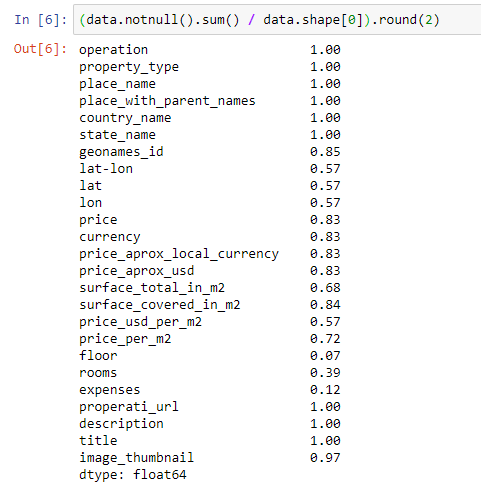 In [6]: (data.notnull().sum() / data.shape[0]).round(2)
Out[6]: operation 1.00
property_type 1.00
place_name 1.00
place_with_parent_names 1.00
country_name 1.00
state_name 1.00
geonames_id 0.85
lat-lon 0.57
lat 0.57
lon 0.57
price 0.83
currency 0.83
price_aprox_local_currency 0.83
price_aprox_usd 0.83
surface_total_in_m2 0.68
surface_covered_in_m2 0.84
price_usd_per_m2 0.57
price_per_m2 0.72
floor 0.07
rooms 0.39
expenses 0.12
properati_url 1.00
description 1.00
title 1.00
image_thumbnail 0.97
dtype: float64